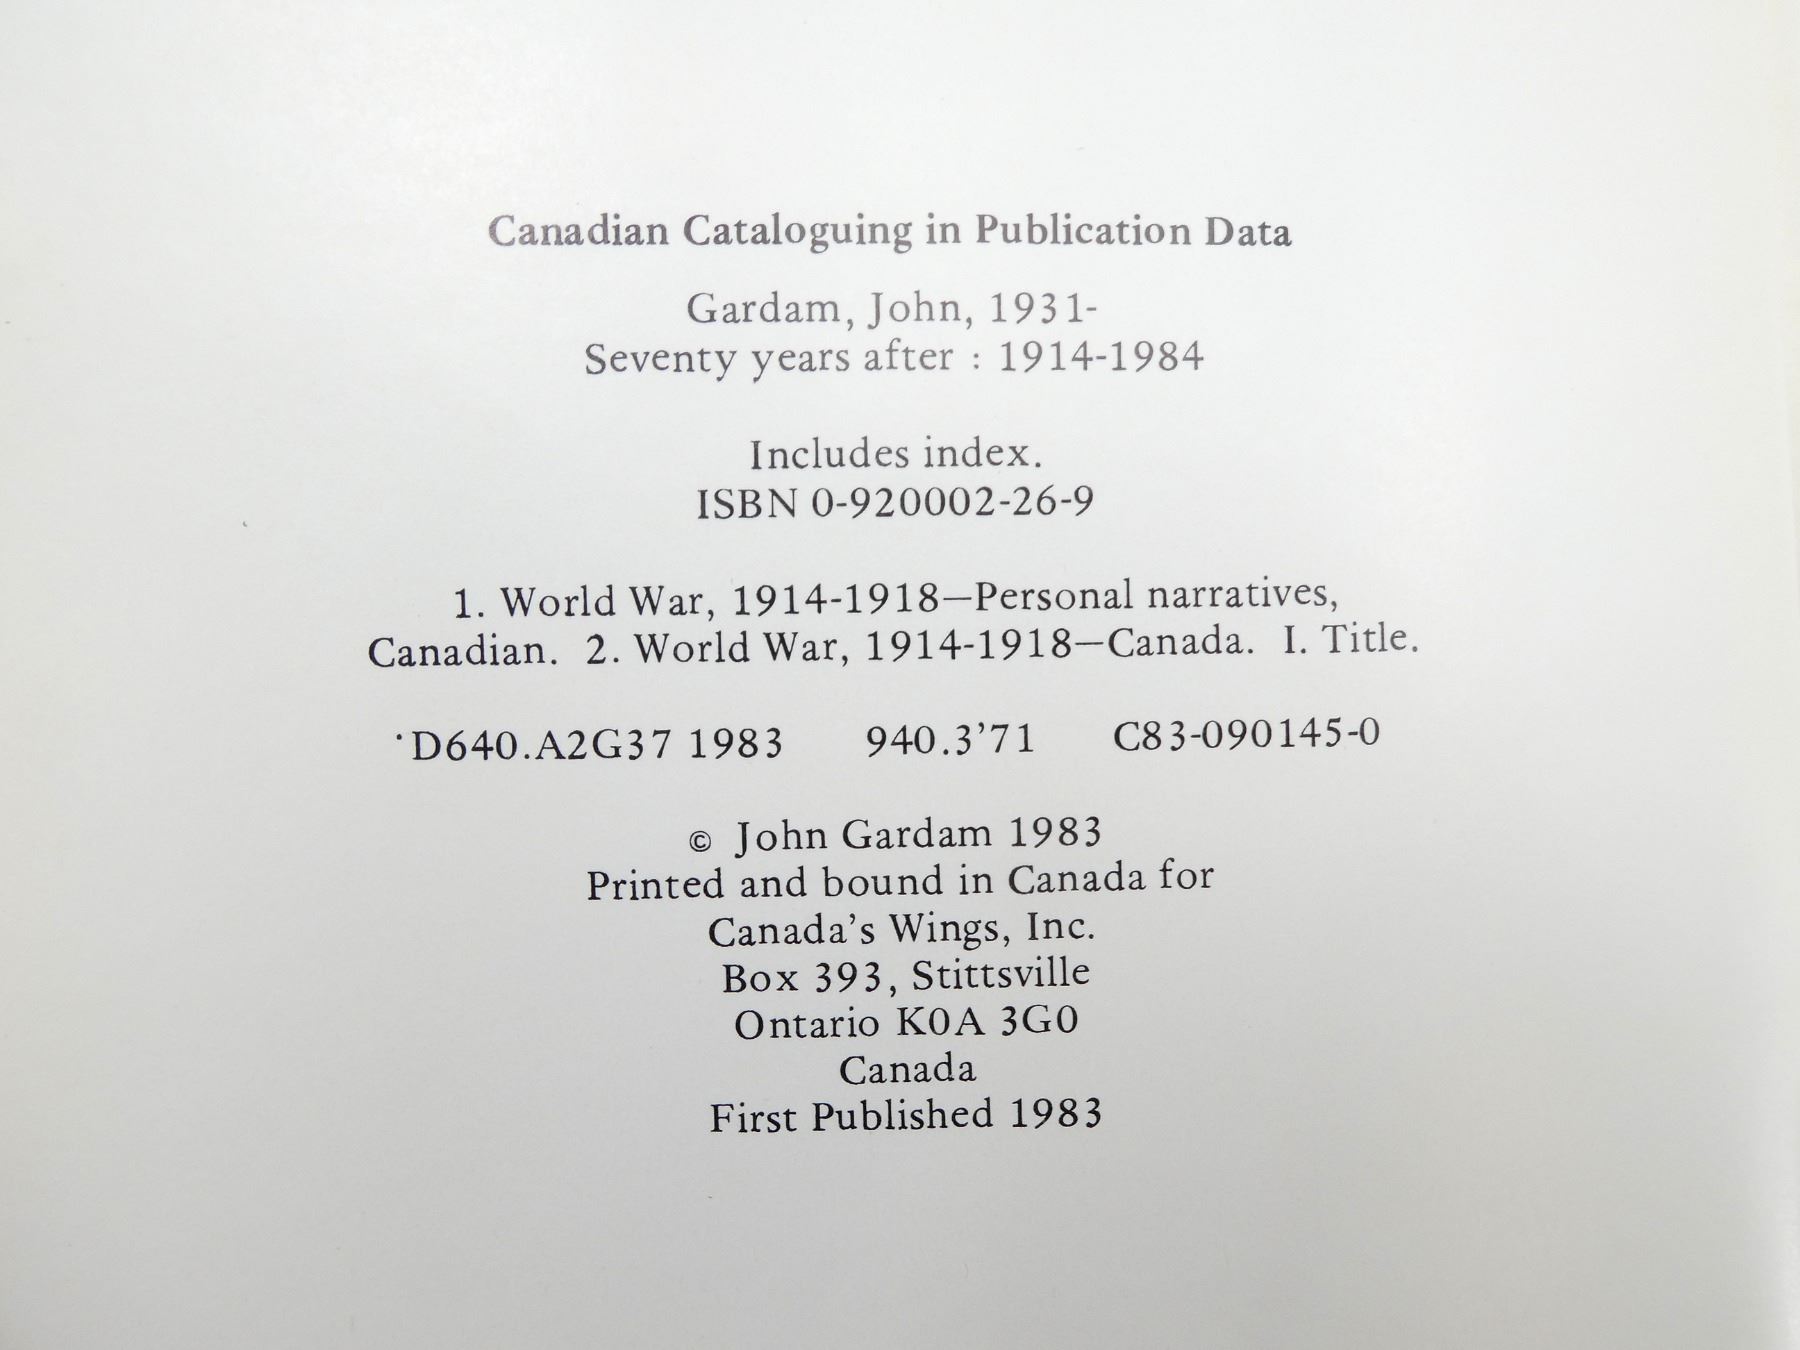 Canadian Cataloguing in Publication Data
Gardam, John, 1931-
Seventy years after : 1914-1984
Includes index.
ISBN 0-920002-26-9
1. World War, 1914-1918—Personal narratives,
Canadian. 2. World War, 1914-1918—Canada. I. Title.
D640.A2G37 1983 940.3'71 C83-090145-0
© John Gardam 1983
Printed and bound in Canada for
Canada's Wings, Inc.
Box 393, Stittsville
Ontario K0A 3G0
Canada
First Published 1983